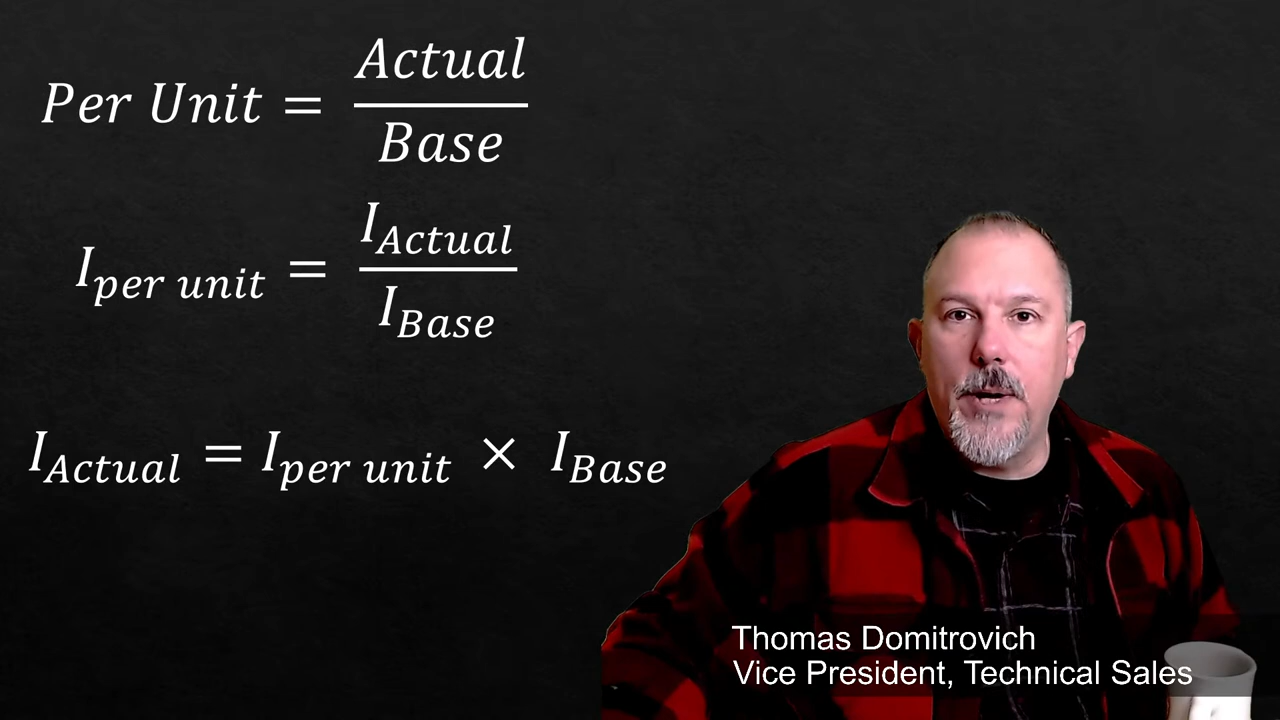 Per Unit = Actual / Base
I_per unit = I_Actual / I_Base
I_Actual = I_per unit × I_Base
Thomas Domitrovich
Vice President, Technical Sales